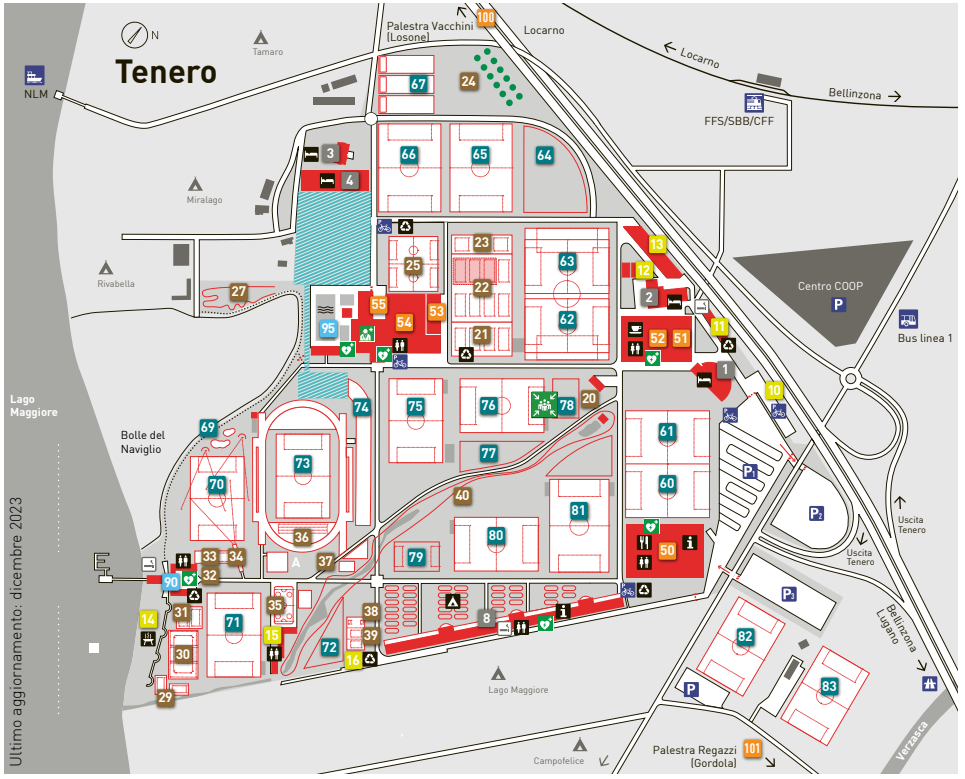 Palestra Vacchini
(Losone)
100
Locarno
N
Tamaro
Tenero
NLM
Locarno
Bellinzona
FFS/SBB/CFF
67
24
3
4
66
65
64
Miralago
Rivabella
27
25
23
22
21
63
62
13
12
2
11
Centro COOP
P
Bus linea 1
95
55
54
53
52
51
1
10
Lago
Maggiore
Bolle del
Naviglio
69
70
73
74
75
76
77
78
20
61
60
P1
P2
P3
Uscita
Tenero
Uscita
Tenero
Bellinzona
Lugano
40
36
A
37
79
80
81
50
E
90
33
32
34
14
31
30
29
71
35
15
72
38
39
16
8
82
83
P
Lago Maggiore
Campofelice
Palestra Regazzi
(Gordola)
101
Verzasca
Ultimo aggiornamento: dicembre 2023